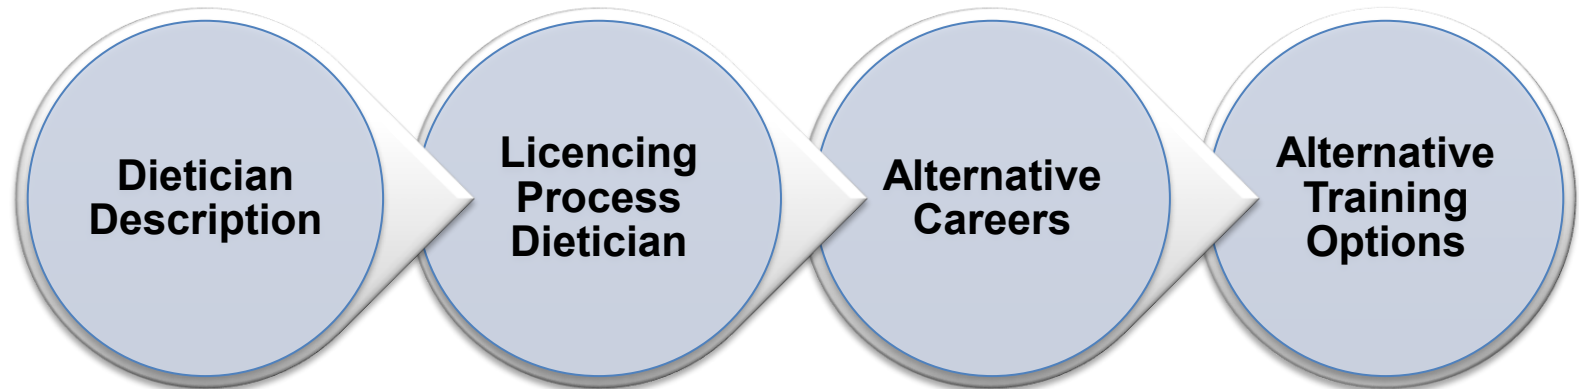 Dietician
Description
Licencing
Process
Dietician
Alternative
Careers
Alternative
Training
Options